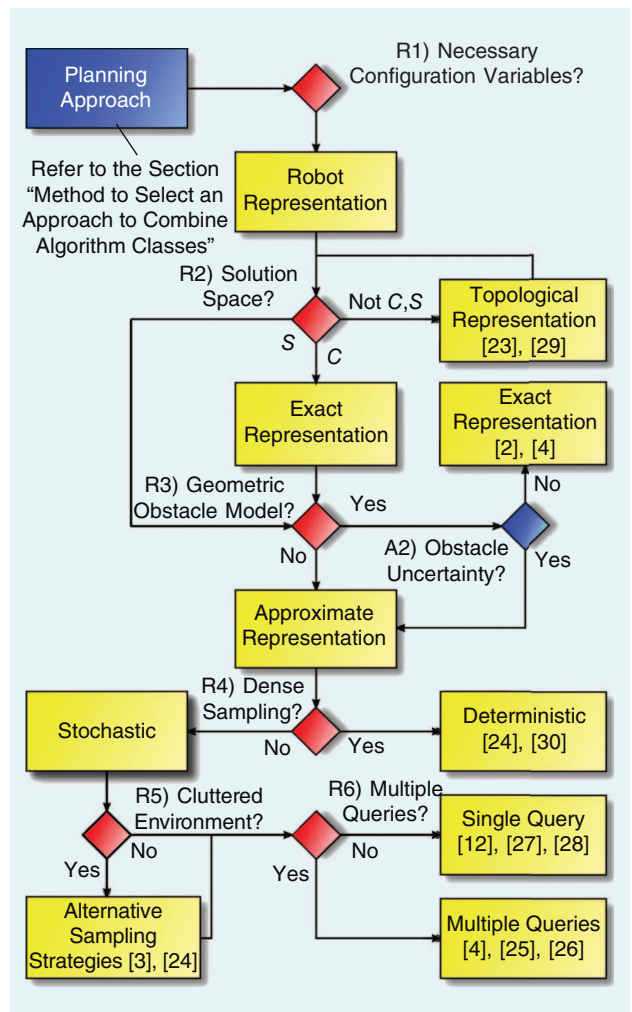 Planning
Approach
R1) Necessary
Configuration Variables?
Refer to the Section
“Method to Select an
Approach to Combine
Algorithm Classes”
Robot
Representation
R2) Solution
Space?
Not C,S
S
C
Topological
Representation
[23], [29]
Exact
Representation
Exact
Representation
[2], [4]
R3) Geometric
Obstacle Model?
Yes
No
No
A2) Obstacle
Uncertainty?
Yes
Approximate
Representation
R4) Dense
Sampling?
No
Yes
Stochastic
Deterministic
[24], [30]
R5) Cluttered
Environment?
Yes
No
R6) Multiple
Queries?
No
Yes
Single Query
[12], [27], [28]
Alternative
Sampling
Strategies [3], [24]
Multiple Queries
[4], [25], [26]